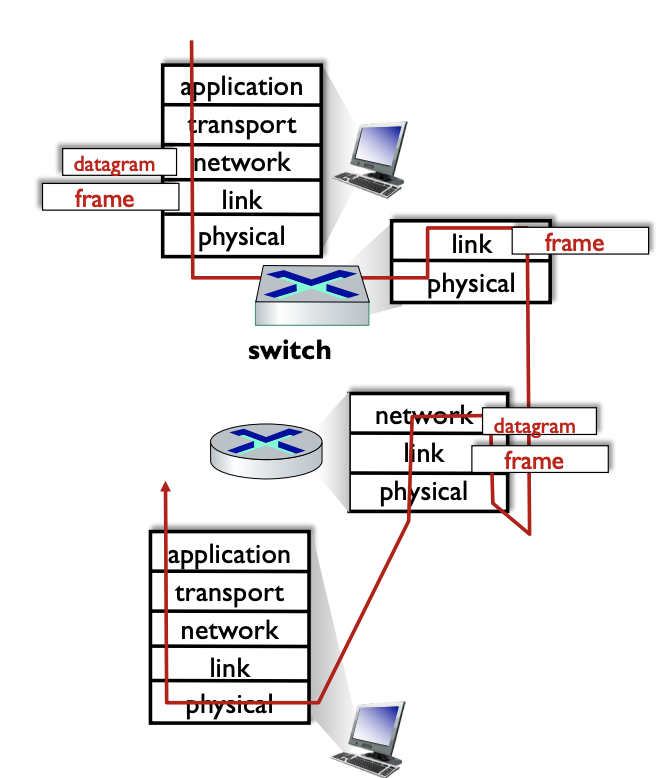 application
transport
datagram network
frame link
physical
link frame
physical
switch
network datagram
link frame
physical
application
transport
network
link
physical